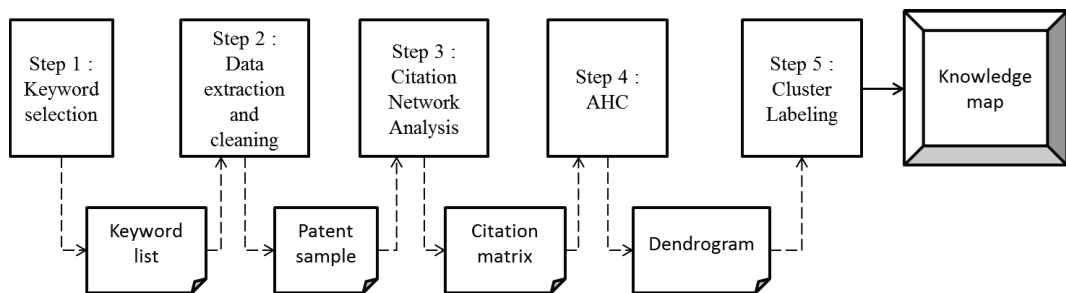 Step 1 :
Keyword
selection
Step 2 :
Data
extraction
and
cleaning
Step 3 :
Citation
Network
Analysis
Step 4 :
AHC
Step 5 :
Cluster
Labeling
Knowledge
map
Keyword
list
Patent
sample
Citation
matrix
Dendrogram